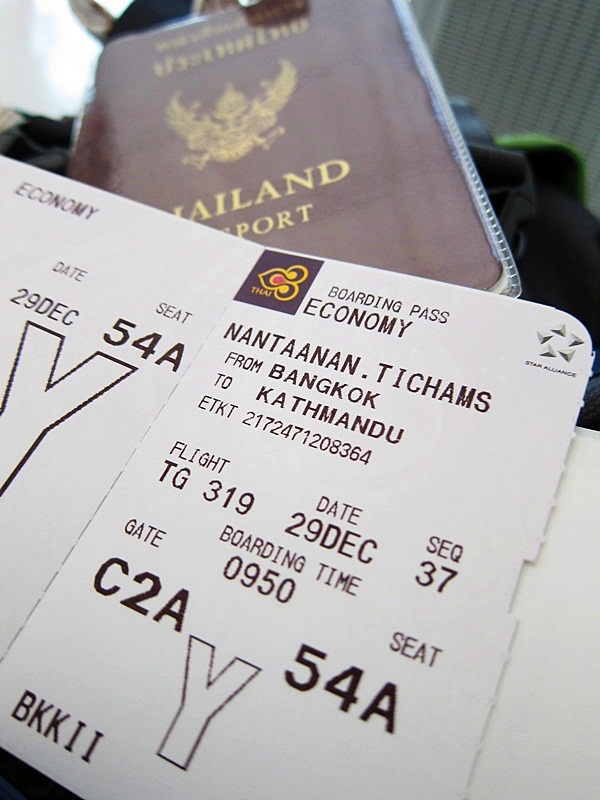 ประเทศไทย
THAILAND
PASSPORT
ECONOMY
DATE
SEAT
29DEC
54A
Y
THAI
BOARDING PASS
ECONOMY
STAR ALLIANCE
NANTAANAN.TICHAMS
FROM BANGKOK
TO KATHMANDU
ETKT 2172471208364
FLIGHT
DATE
SEQ
TG 319
29DEC
37
GATE
BOARDING TIME
SEAT
C2A
0950
54A
Y
BKKII